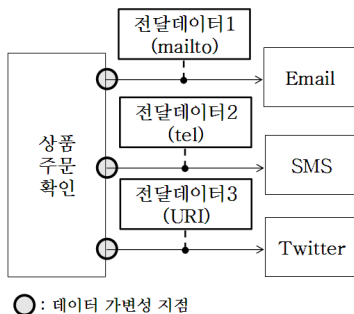 전달데이터1
(mailto)
Email
전달데이터2
(tel)
상품
주문
확인
SMS
전달데이터3
(URI)
Twitter
: 데이터 가변성 지점